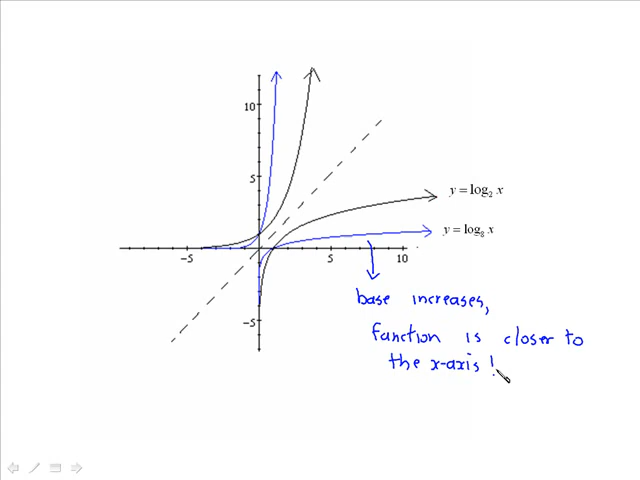 10
5
y = log₂ x
y = log₈ x
-5
5
10
base increases,
function is closer to
the x-axis !
-5